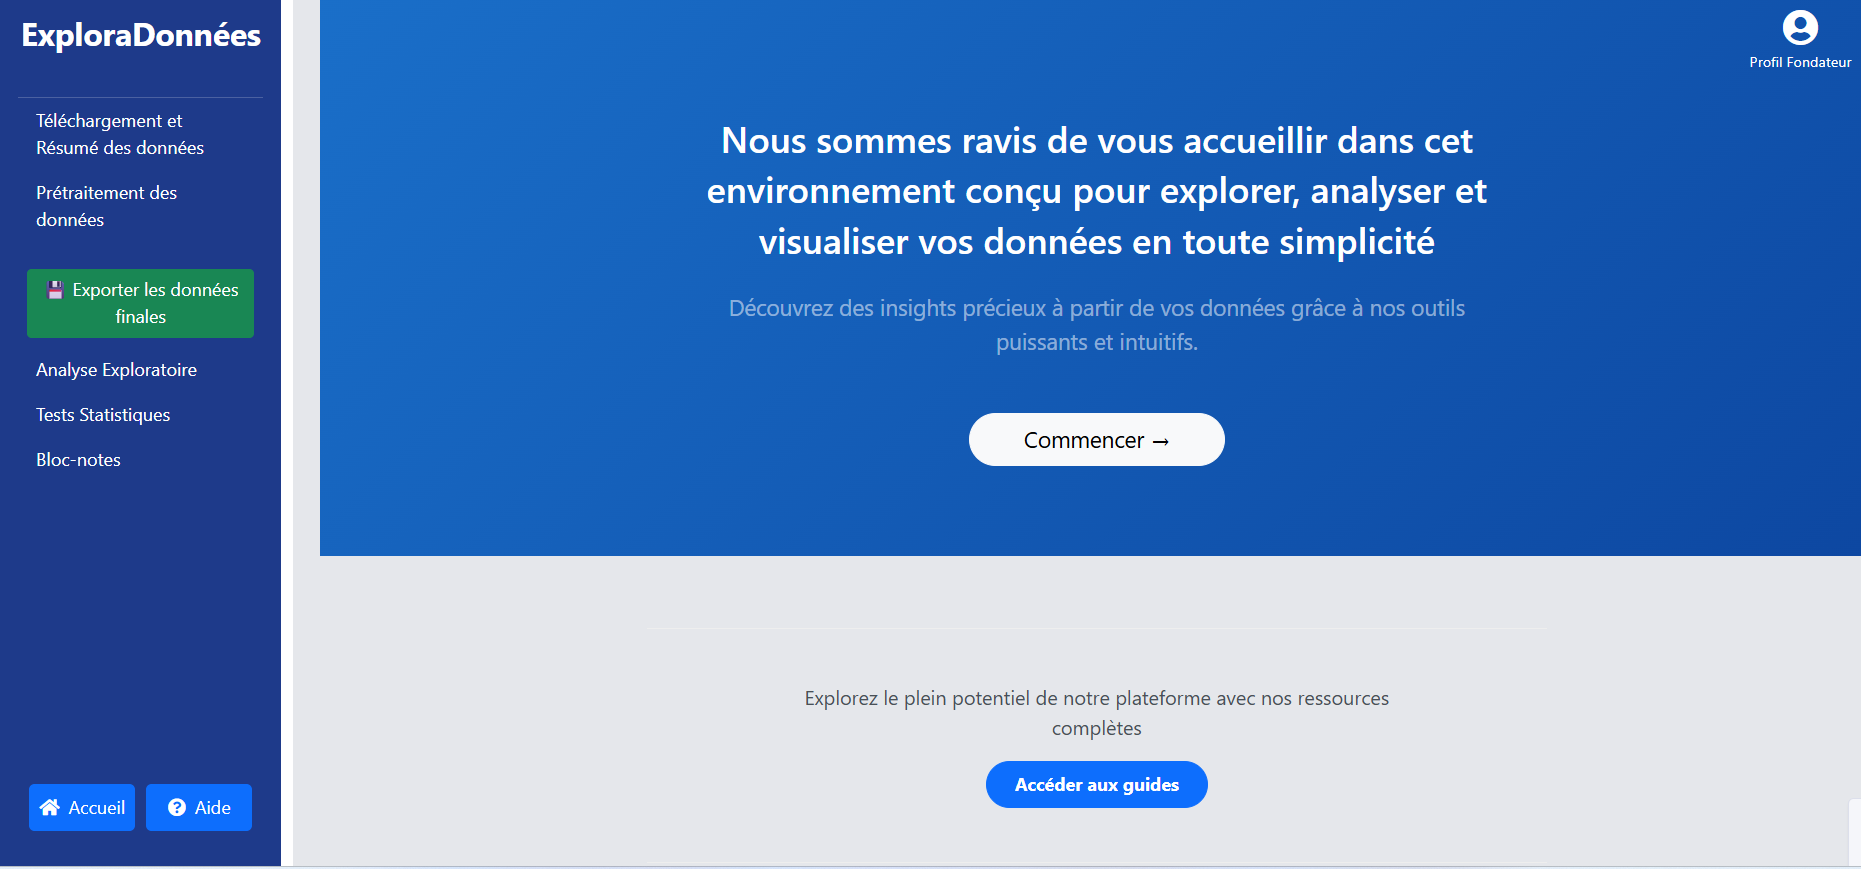 ExploraDonnées
Téléchargement et
Résumé des données
Prétraitement des
données
Exporter les données
finales
Analyse Exploratoire
Tests Statistiques
Bloc-notes
Accueil
Aide
Profil Fondateur
Nous sommes ravis de vous accueillir dans cet
environnement conçu pour explorer, analyser et
visualiser vos données en toute simplicité
Découvrez des insights précieux à partir de vos données grâce à nos outils
puissants et intuitifs.
Commencer →
Explorez le plein potentiel de notre plateforme avec nos ressources
complètes
Accéder aux guides